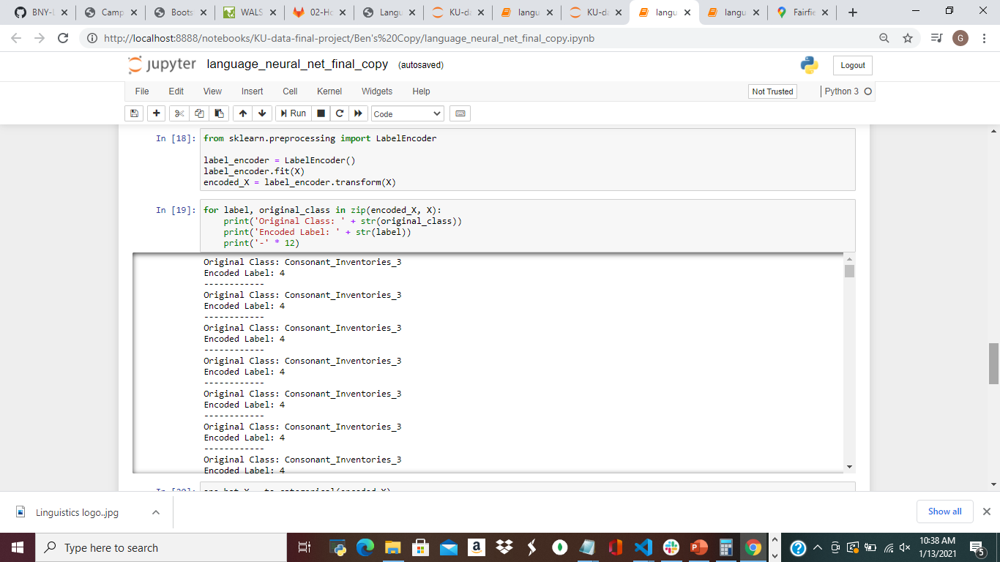 BNY-L
Camp
Boots
WALS
02-Ho
Langu
KU-da
langu
KU-da
langu
langu
Fairfie
http://localhost:8888/notebooks/KU-data-final-project/Ben's%20Copy/language_neural_net_final_copy.ipynb
G
jupyter language_neural_net_final_copy (autosaved)
Logout
File Edit View Insert Cell Kernel Widgets Help
Not Trusted
Python 3
Run
Code
In [18]: from sklearn.preprocessing import LabelEncoder
label_encoder = LabelEncoder()
label_encoder.fit(X)
encoded_X = label_encoder.transform(X)
In [19]: for label, original_class in zip(encoded_X, X):
print('Original Class: ' + str(original_class))
print('Encoded Label: ' + str(label))
print('-' * 12)
Original Class: Consonant_Inventories_3
Encoded Label: 4
------------
Original Class: Consonant_Inventories_3
Encoded Label: 4
------------
Original Class: Consonant_Inventories_3
Encoded Label: 4
------------
Original Class: Consonant_Inventories_3
Encoded Label: 4
------------
Original Class: Consonant_Inventories_3
Encoded Label: 4
------------
Original Class: Consonant_Inventories_3
Encoded Label: 4
------------
Original Class: Consonant_Inventories_3
Encoded Label: 4
In [20]: one_hot_X = to_categorical(encoded_X)
Linguistics logo..jpg
Show all
Type here to search
10:38 AM
1/13/2021
5